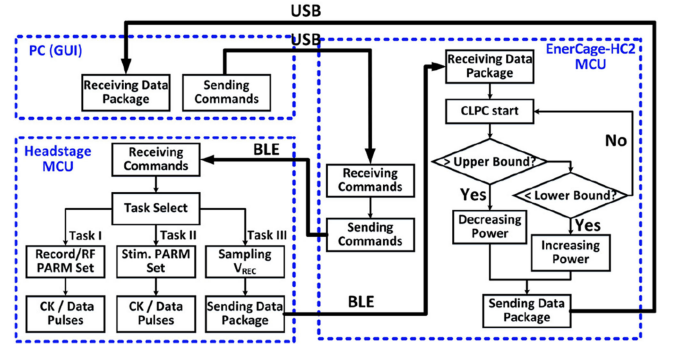 USB
PC (GUI)
Receiving Data
Package
Sending
Commands
USB
EnerCage-HC2
MCU
Receiving Data
Package
CLPC start
No
> Upper Bound?
< Lower Bound?
Yes
Yes
Decreasing
Power
Increasing
Power
Sending Data
Package
Receiving
Commands
Sending
Commands
BLE
BLE
Headstage
MCU
Receiving
Commands
Task Select
Task I
Task II
Task III
Record/RF
PARM Set
Stim. PARM
Set
Sampling
VREC
CK / Data
Pulses
CK / Data
Pulses
Sending Data
Package